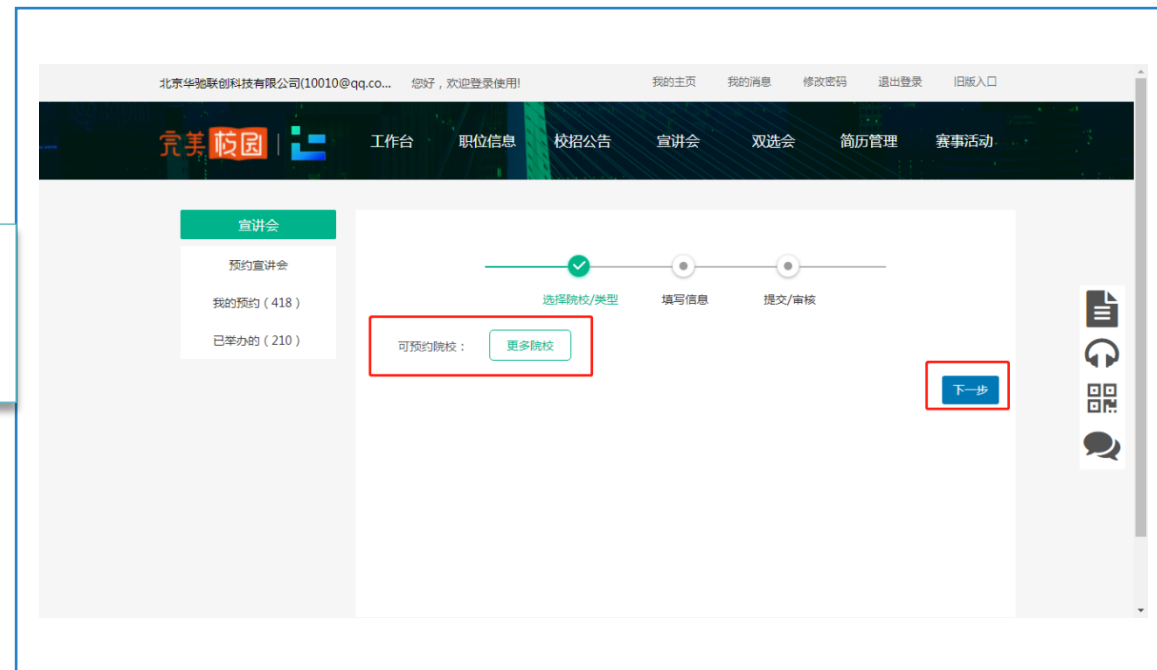 北京华驰联创科技有限公司(10010@qq.co... 您好，欢迎登录使用! 我的主页 我的消息 修改密码 退出登录 旧版入口
完美校园 工作台 职位信息 校招公告 宣讲会 双选会 简历管理 赛事活动
宣讲会
预约宣讲会
我的预约（418）
已举办的（210）
选择院校/类型 填写信息 提交/审核
可预约院校： 更多院校
下一步